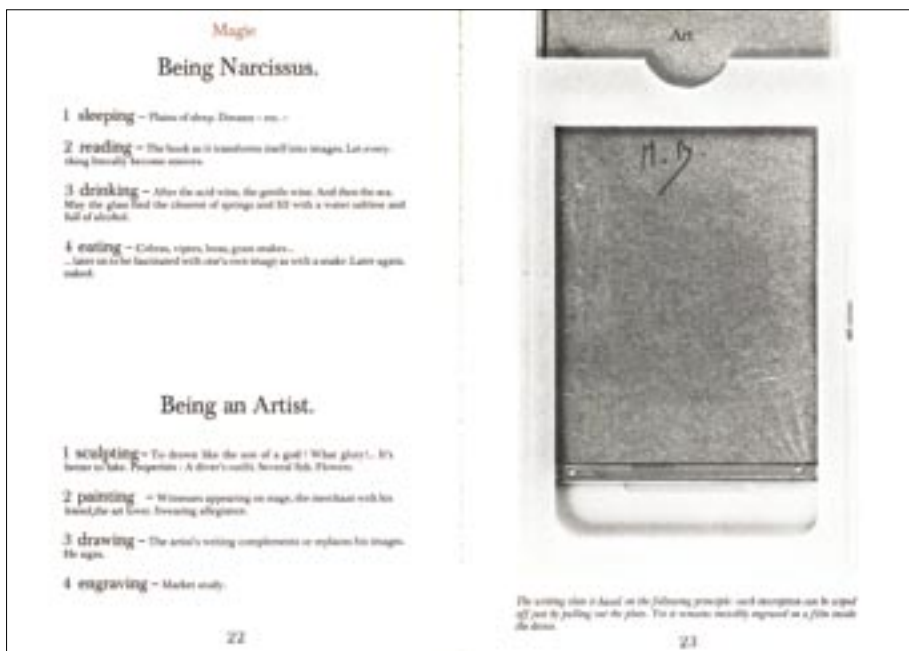 Magie
Being Narcissus.
1 sleeping – Plains of sleep. Dreams – etc. –
2 reading – The book as it transforms itself into images. Let every-
thing literally become mirrors.
3 drinking – After the acid wine, the gentle wine. And then the sea.
May the glass find the clearest of springs and fill with a water sublime and
full of alcohol.
4 eating – Cobras, vipers, boas, grass snakes...
...later on to be fascinated with one's own image as with a snake. Later again,
naked.
Being an Artist.
1 sculpting – To drown like the son of a god! What glory!.. It's
better to fake. Properties : A diver's outfit. Several fish. Flowers.
2 painting – Witnesses appearing on stage, the merchant with his
friend, the art lover. Swearing allegiance.
3 drawing – The artist's writing complements or replaces his images.
He signs.
4 engraving – Market study.
22
Art
M. B.
The writing slate is based on the following principle: each inscription can be wiped
off just by pulling out the plate. Yet it remains invisibly engraved on a film inside
the device.
23